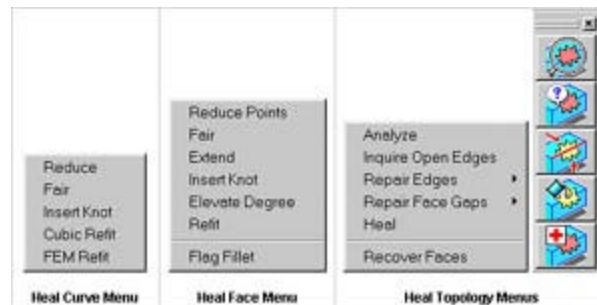 Reduce
Fair
Insert Knot
Cubic Refit
FEM Refit
Heal Curve Menu
Reduce Points
Fair
Extend
Insert Knot
Elevate Degree
Refit
Flag Fillet
Heal Face Menu
Analyze
Inquire Open Edges
Repair Edges
Repair Face Gaps
Heal
Recover Faces
Heal Topology Menus